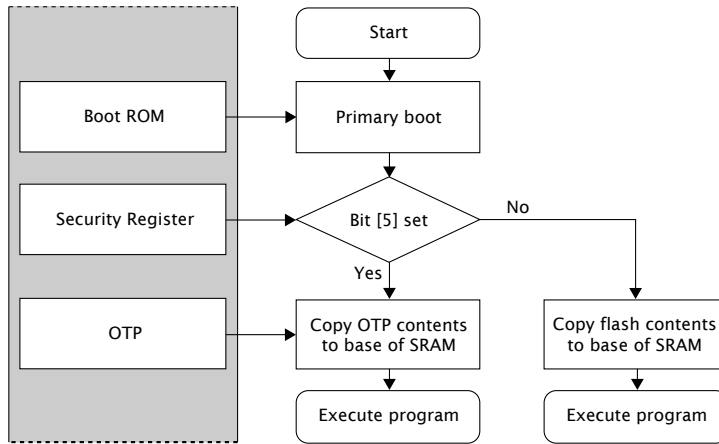 Start
Boot ROM
Primary boot
Security Register
Bit [5] set
No
Yes
OTP
Copy OTP contents
to base of SRAM
Copy flash contents
to base of SRAM
Execute program
Execute program